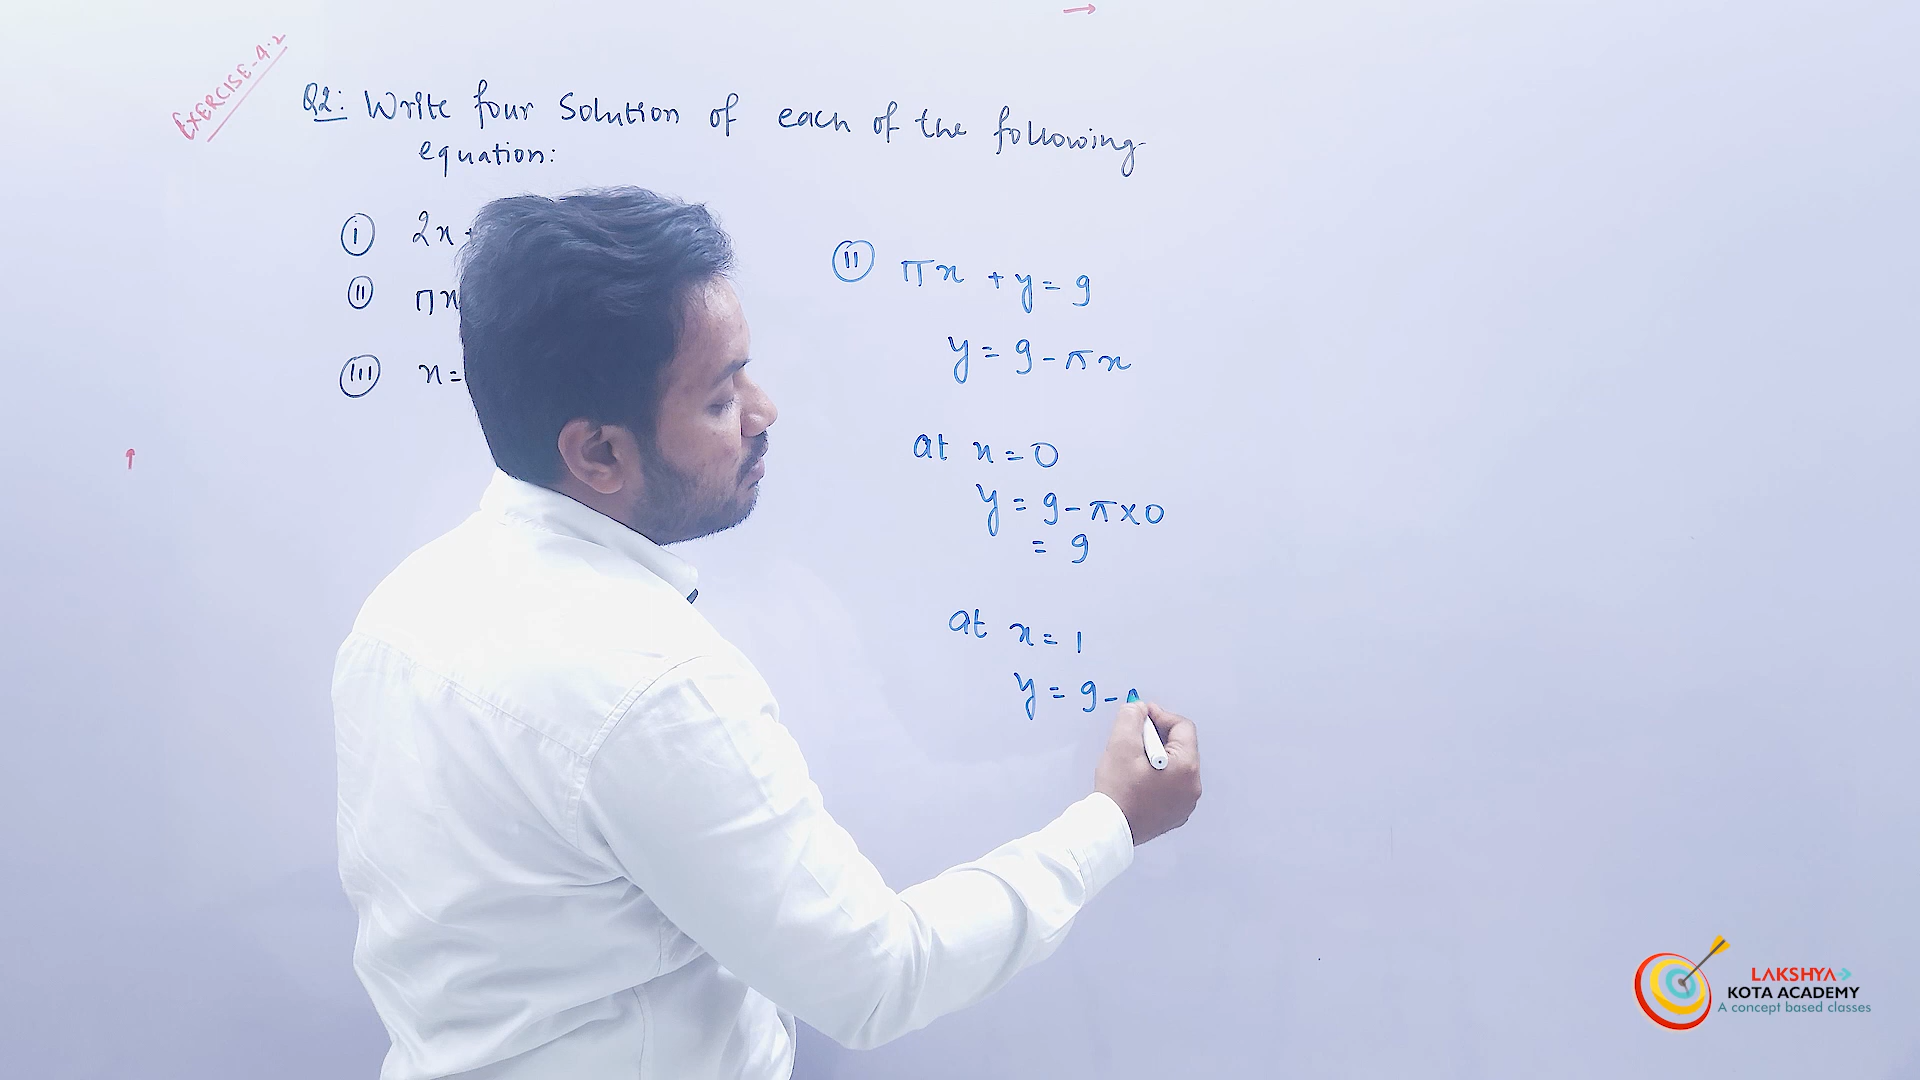 EXERCISE-4.2
Q2: Write four Solution of each of the following
equation:
(i) 2x+
(ii) πx
(iii) x=
(ii) πx + y = 9
y = 9 - πx
at x = 0
y = 9 - π×0
= 9
at x = 1
y = 9 -
LAKSHYA
KOTA ACADEMY
A concept based classes